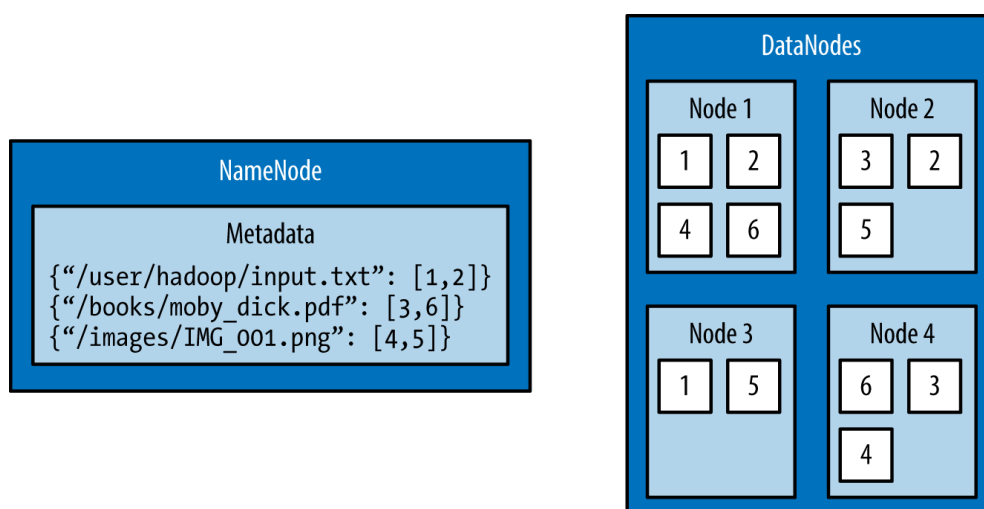 NameNode
Metadata
{“/user/hadoop/input.txt”: [1,2]}
{“/books/moby_dick.pdf”: [3,6]}
{“/images/IMG_001.png”: [4,5]}
DataNodes
Node 1
1 2
4 6
Node 2
3 2
5
Node 3
1 5
Node 4
6 3
4